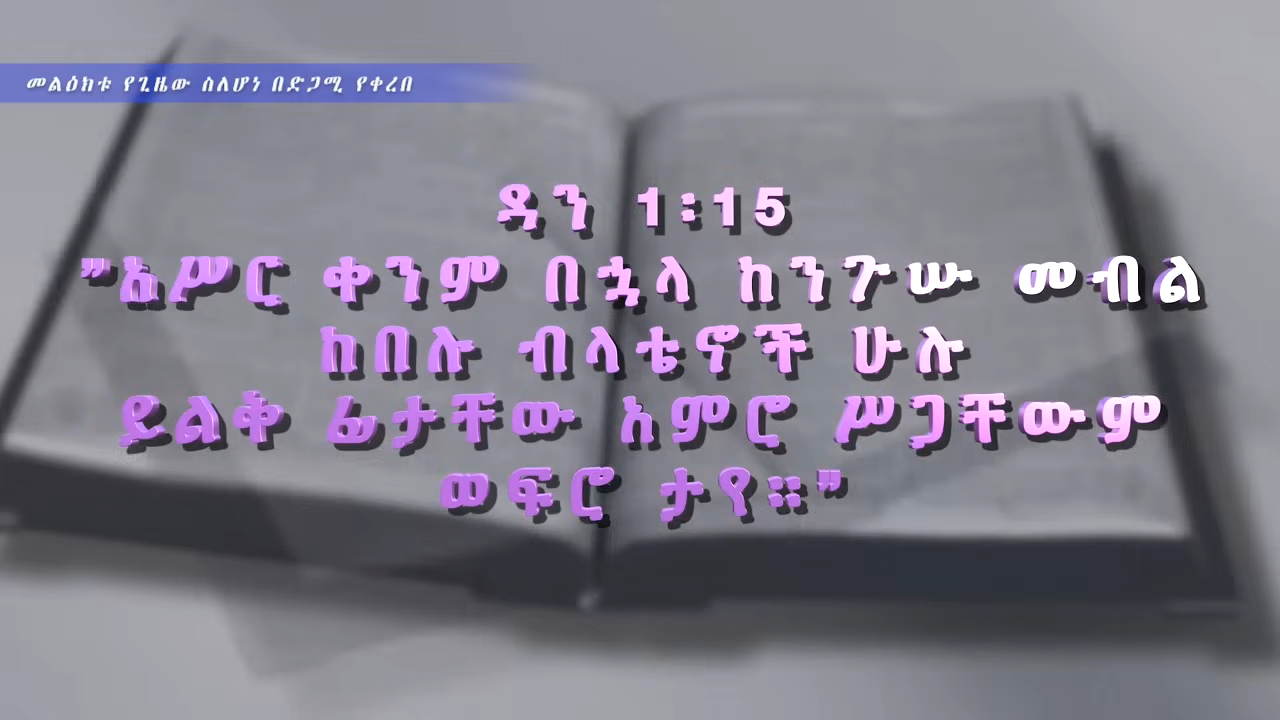 መልዕክቱ የጊዜው ስለሆነ በድጋሚ የቀረበ
ዳን 1፥15
”አሥር ቀንም በኋላ ከንጉሡ መብል
ከበሉ ብላቴኖች ሁሉ
ይልቅ ፊታቸው አምሮ ሥጋቸውም
ወፍሮ ታየ።”